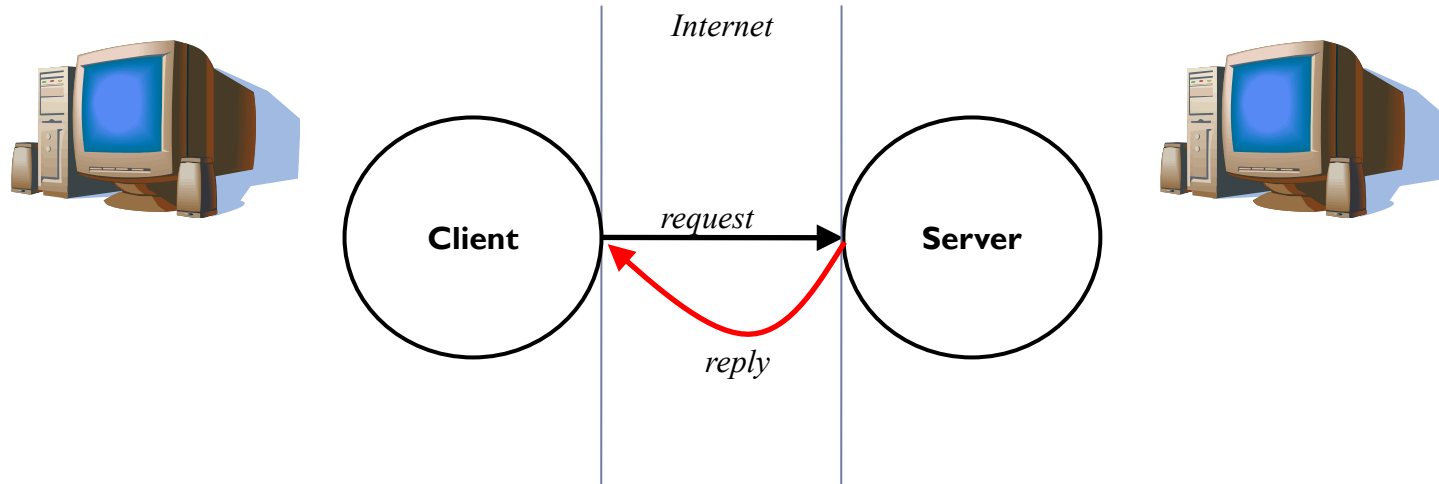 Internet
Client
request
Server
reply